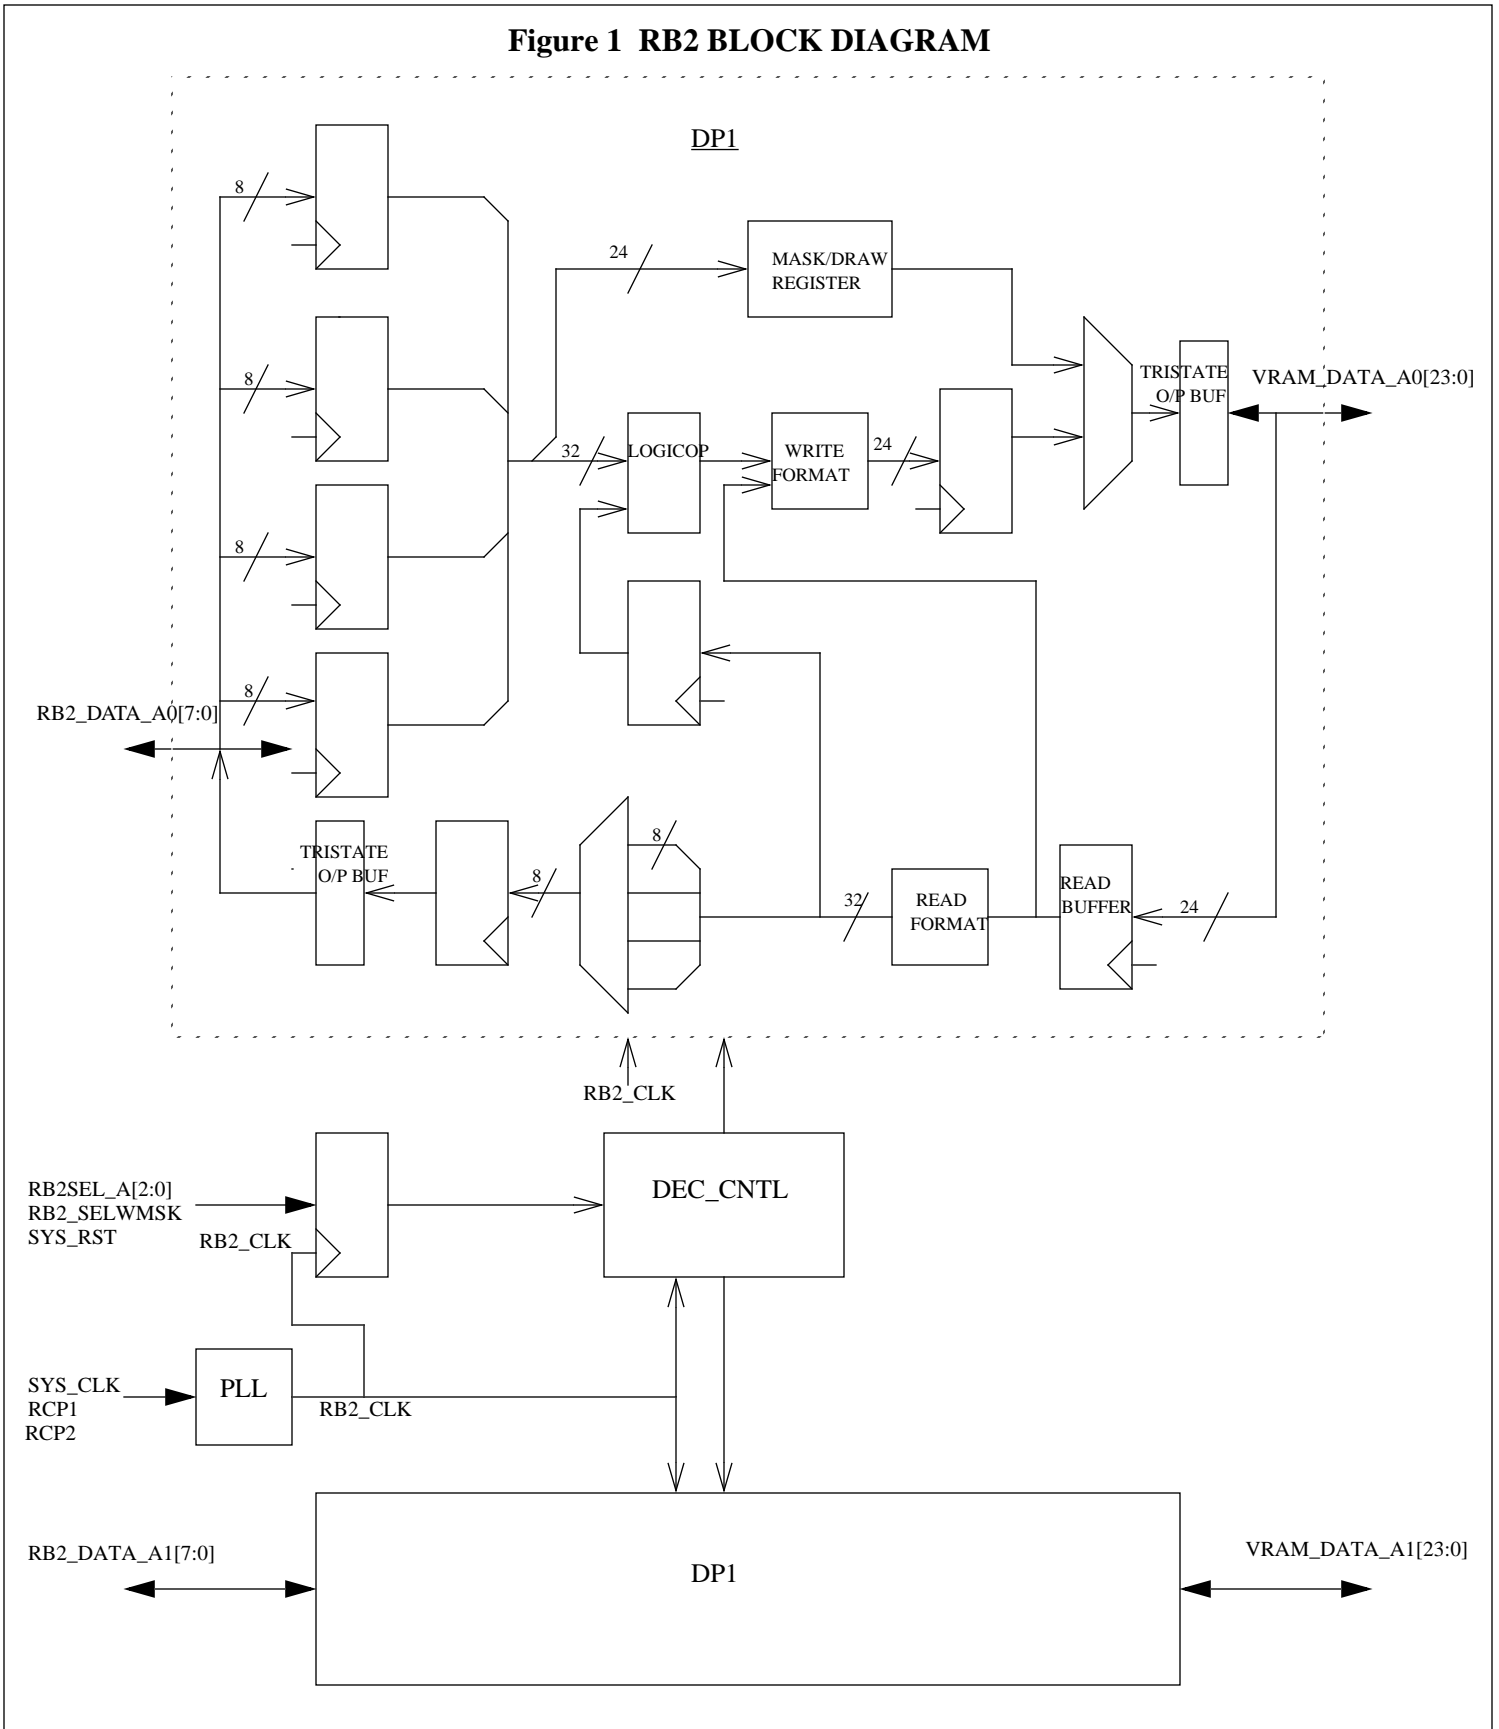 Figure 1 RB2 BLOCK DIAGRAM
DP1
8
24
MASK/DRAW
REGISTER
8
TRISTATE
O/P BUF
VRAM_DATA_A0[23:0]
32
LOGICOP
WRITE
FORMAT
24
8
8
RB2_DATA_A0[7:0]
TRISTATE
O/P BUF
8
8
32
READ
FORMAT
READ
BUFFER
24
RB2_CLK
RB2SEL_A[2:0]
RB2_SELWMSK
SYS_RST
RB2_CLK
DEC_CNTL
SYS_CLK
RCP1
RCP2
PLL
RB2_CLK
RB2_DATA_A1[7:0]
DP1
VRAM_DATA_A1[23:0]